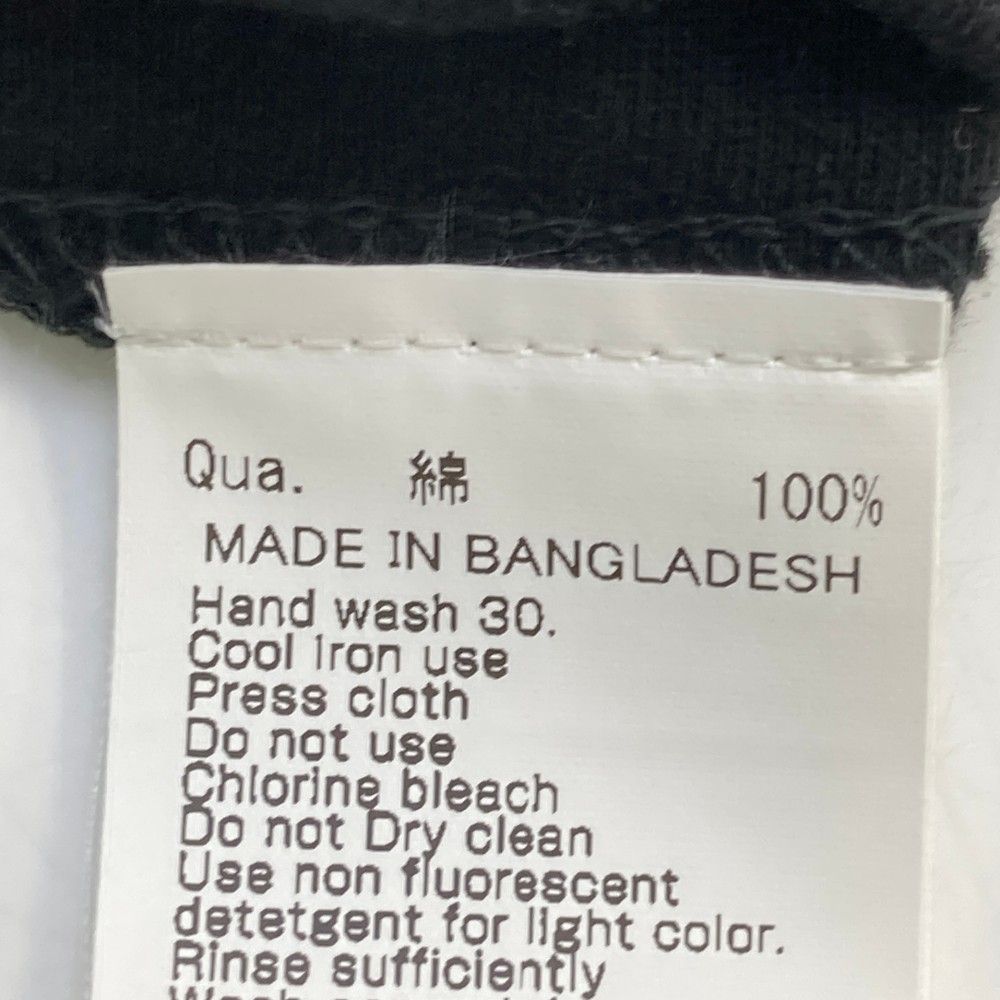 Qua. 綿 100%
MADE IN BANGLADESH
Hand wash 30.
Cool iron use
Press cloth
Do not use
Chlorine bleach
Do not Dry clean
Use non fluorescent
detetgent for light color.
Rinse sufficiently